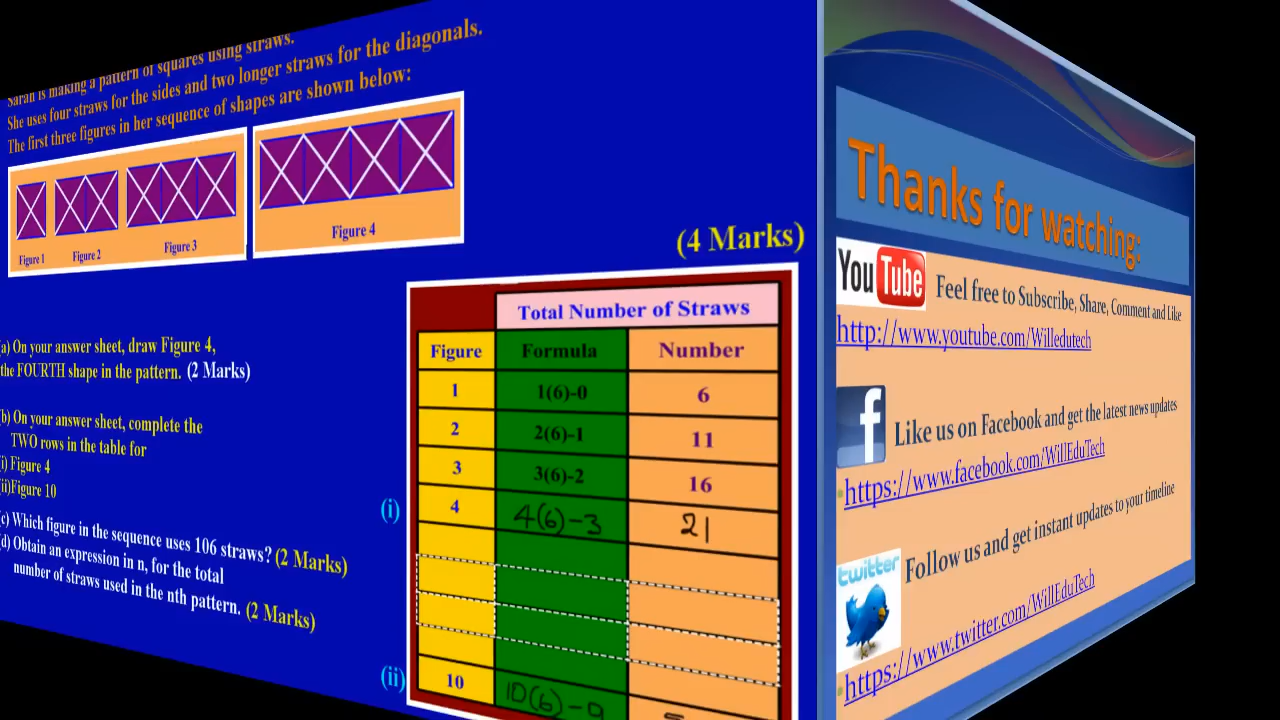 Sarah is making a pattern of squares using straws.
She uses four straws for the sides and two longer straws for the diagonals.
The first three figures in her sequence of shapes are shown below:
Figure 1
Figure 2
Figure 3
Figure 4
(4 Marks)
(a) On your answer sheet, draw Figure 4,
the FOURTH shape in the pattern. (2 Marks)
(b) On your answer sheet, complete the
TWO rows in the table for
(i) Figure 4
(ii)Figure 10
(c) Which figure in the sequence uses 106 straws? (2 Marks)
(d) Obtain an expression in n, for the total
number of straws used in the nth pattern. (2 Marks)
Total Number of Straws
Figure Formula Number
1 1(6)-0 6
2 2(6)-1 11
3 3(6)-2 16
(i) 4 4(6)-3 21
(ii) 10 10(6)-9
Thanks for watching:
You Tube Feel free to Subscribe, Share, Comment and Like
http://www.youtube.com/Willedutech
f Like us on Facebook and get the latest news updates
•https://www.facebook.com/WillEduTech
twitter Follow us and get instant updates to your timeline
•https://www.twitter.com/WillEduTech